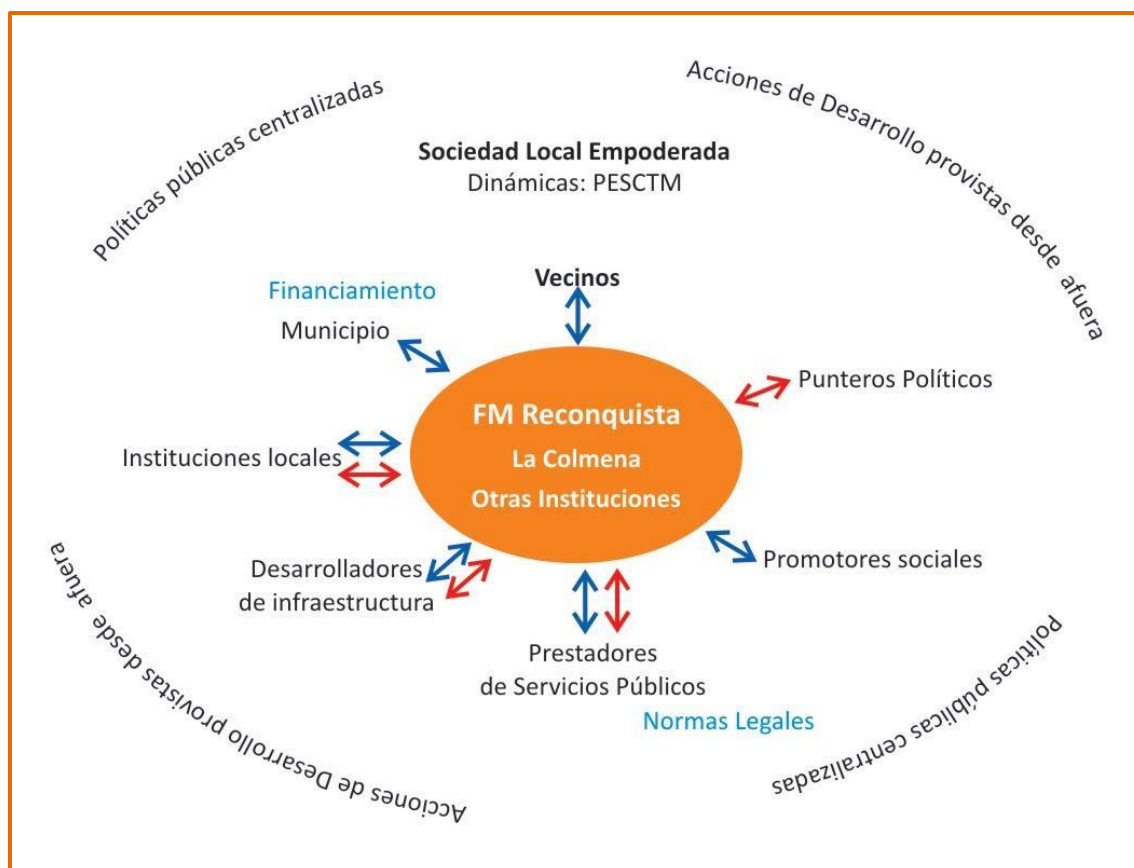 Políticas públicas centralizadas
Acciones de Desarrollo provistas desde afuera
Sociedad Local Empoderada
Dinámicas: PESCTM
Vecinos
Financiamiento
Municipio
Punteros Políticos
FM Reconquista
La Colmena
Otras Instituciones
Instituciones locales
Promotores sociales
Desarrolladores
de infraestructura
Prestadores
de Servicios Públicos
Normas Legales
Acciones de Desarrollo provistas desde afuera
Políticas públicas centralizadas